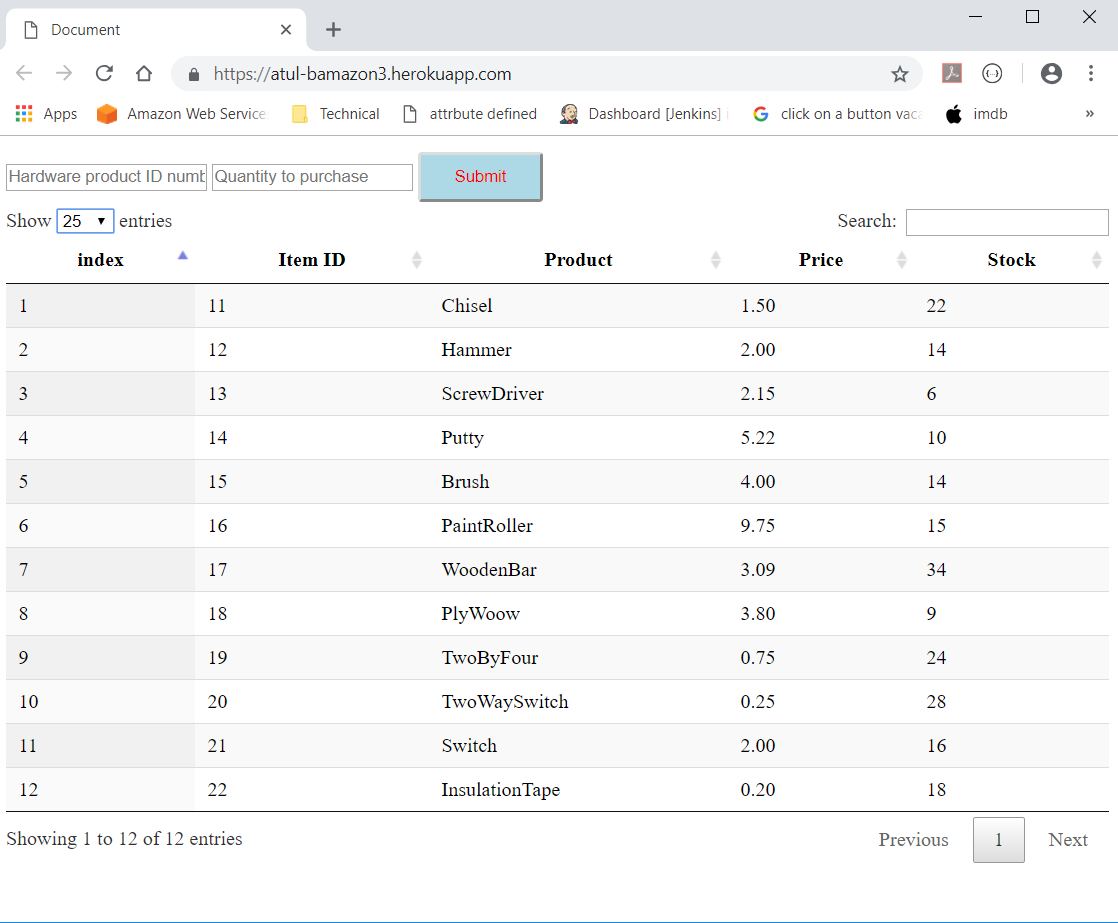 Document
https://atul-bamazon3.herokuapp.com
Apps Amazon Web Service Technical attrbute defined Dashboard [Jenkins] click on a button vaca imdb »
Hardware product ID numb Quantity to purchase Submit
Show 25 entries Search:
index Item ID Product Price Stock
1 11 Chisel 1.50 22
2 12 Hammer 2.00 14
3 13 ScrewDriver 2.15 6
4 14 Putty 5.22 10
5 15 Brush 4.00 14
6 16 PaintRoller 9.75 15
7 17 WoodenBar 3.09 34
8 18 PlyWoow 3.80 9
9 19 TwoByFour 0.75 24
10 20 TwoWaySwitch 0.25 28
11 21 Switch 2.00 16
12 22 InsulationTape 0.20 18
Showing 1 to 12 of 12 entries Previous 1 Next